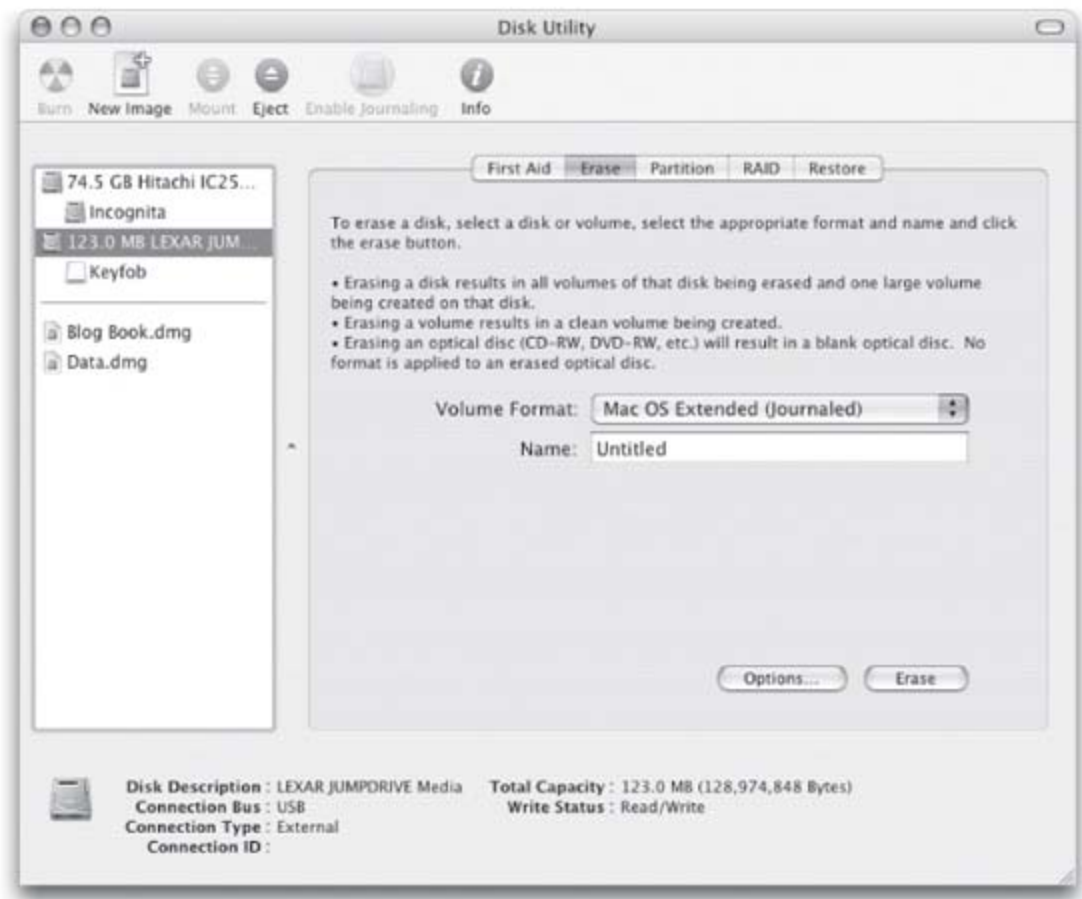 Disk Utility
Burn New Image Mount Eject Enable Journaling Info
74.5 GB Hitachi IC25...
Incognita
123.0 MB LEXAR JUM...
Keyfob
Blog Book.dmg
Data.dmg
First Aid Erase Partition RAID Restore
To erase a disk, select a disk or volume, select the appropriate format and name and click
the erase button.
• Erasing a disk results in all volumes of that disk being erased and one large volume
being created on that disk.
• Erasing a volume results in a clean volume being created.
• Erasing an optical disc (CD-RW, DVD-RW, etc.) will result in a blank optical disc. No
format is applied to an erased optical disc.
Volume Format: Mac OS Extended (Journaled)
Name: Untitled
Options... Erase
Disk Description : LEXAR JUMPDRIVE Media
Connection Bus : USB
Connection Type : External
Connection ID :
Total Capacity : 123.0 MB (128,974,848 Bytes)
Write Status : Read/Write